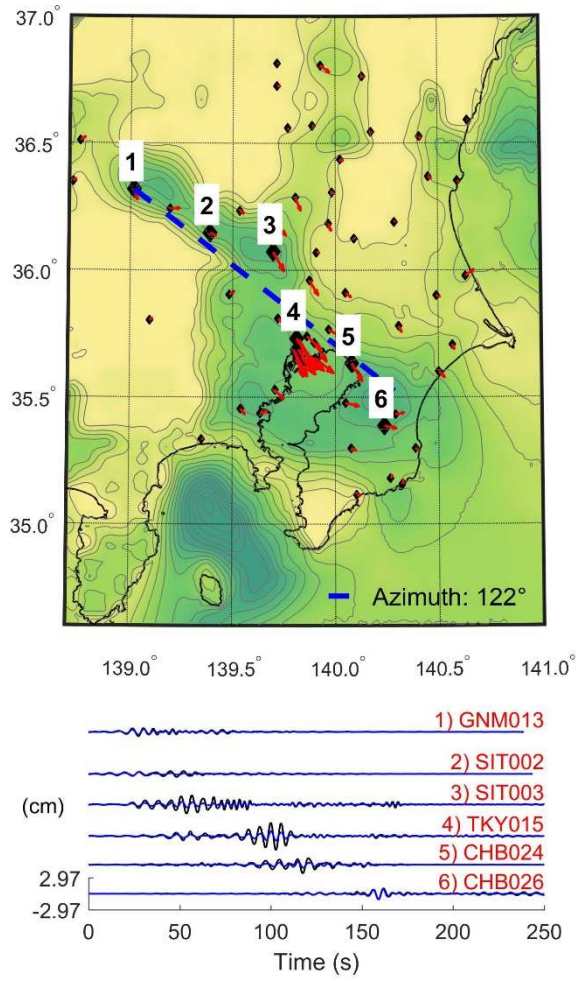 37.0°
36.5°
36.0°
35.5°
35.0°
1
2
3
4
5
6
Azimuth: 122°
139.0° 139.5° 140.0° 140.5° 141.0°
1) GNM013
2) SIT002
3) SIT003
4) TKY015
5) CHB024
6) CHB026
(cm)
2.97
-2.97
0 50 100 150 200 250
Time (s)